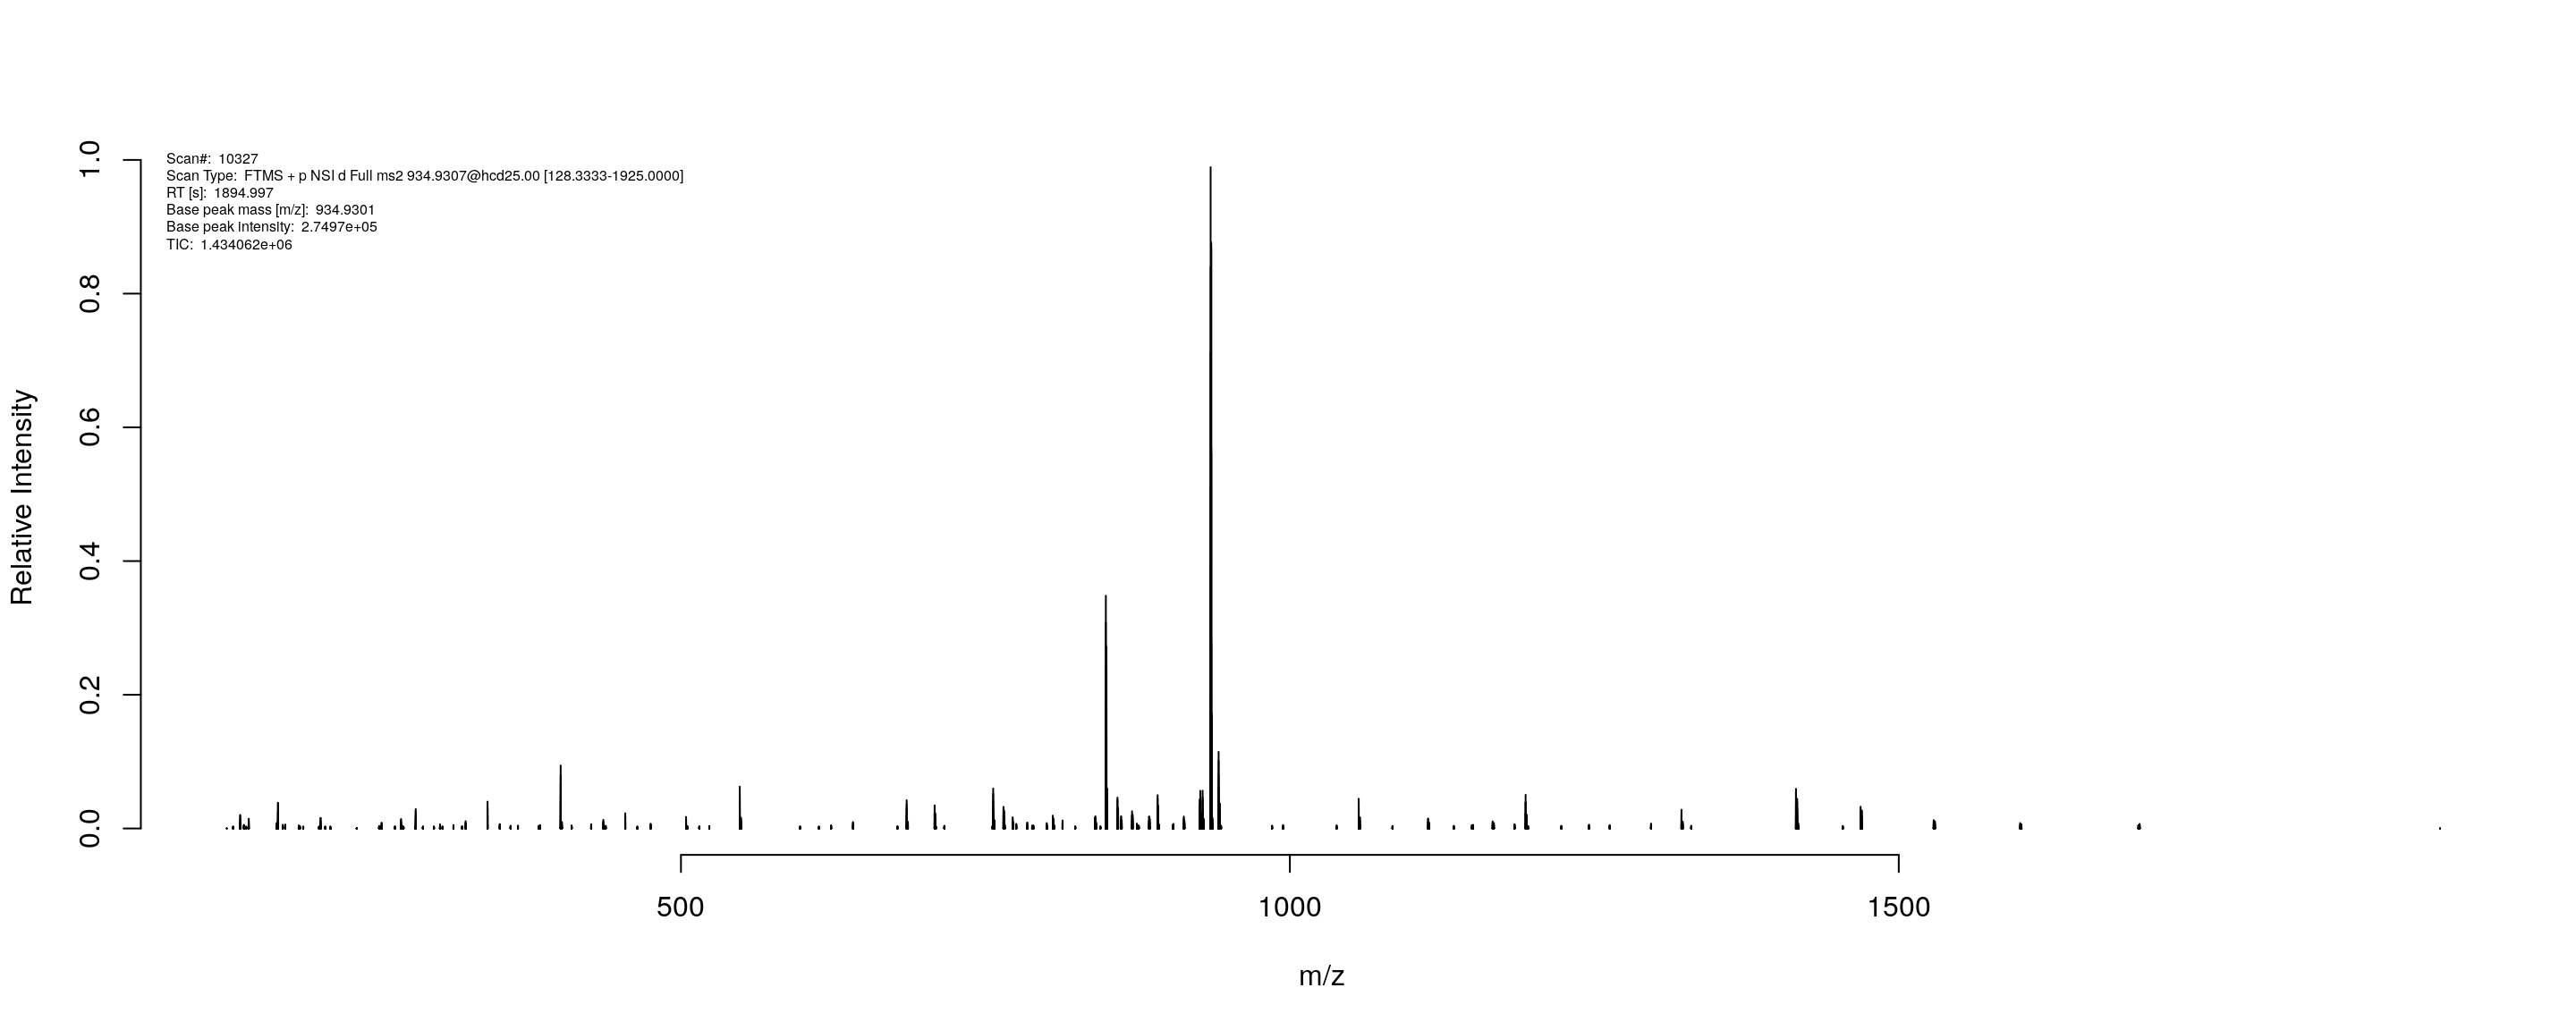 Scan#: 10327
Scan Type: FTMS + p NSI d Full ms2 934.9307@hcd25.00 [128.3333-1925.0000]
RT [s]: 1894.997
Base peak mass [m/z]: 934.9301
Base peak intensity: 2.7497e+05
TIC: 1.434062e+06
1.0
0.8
0.6
0.4
0.2
0.0
Relative Intensity
500 1000 1500
m/z